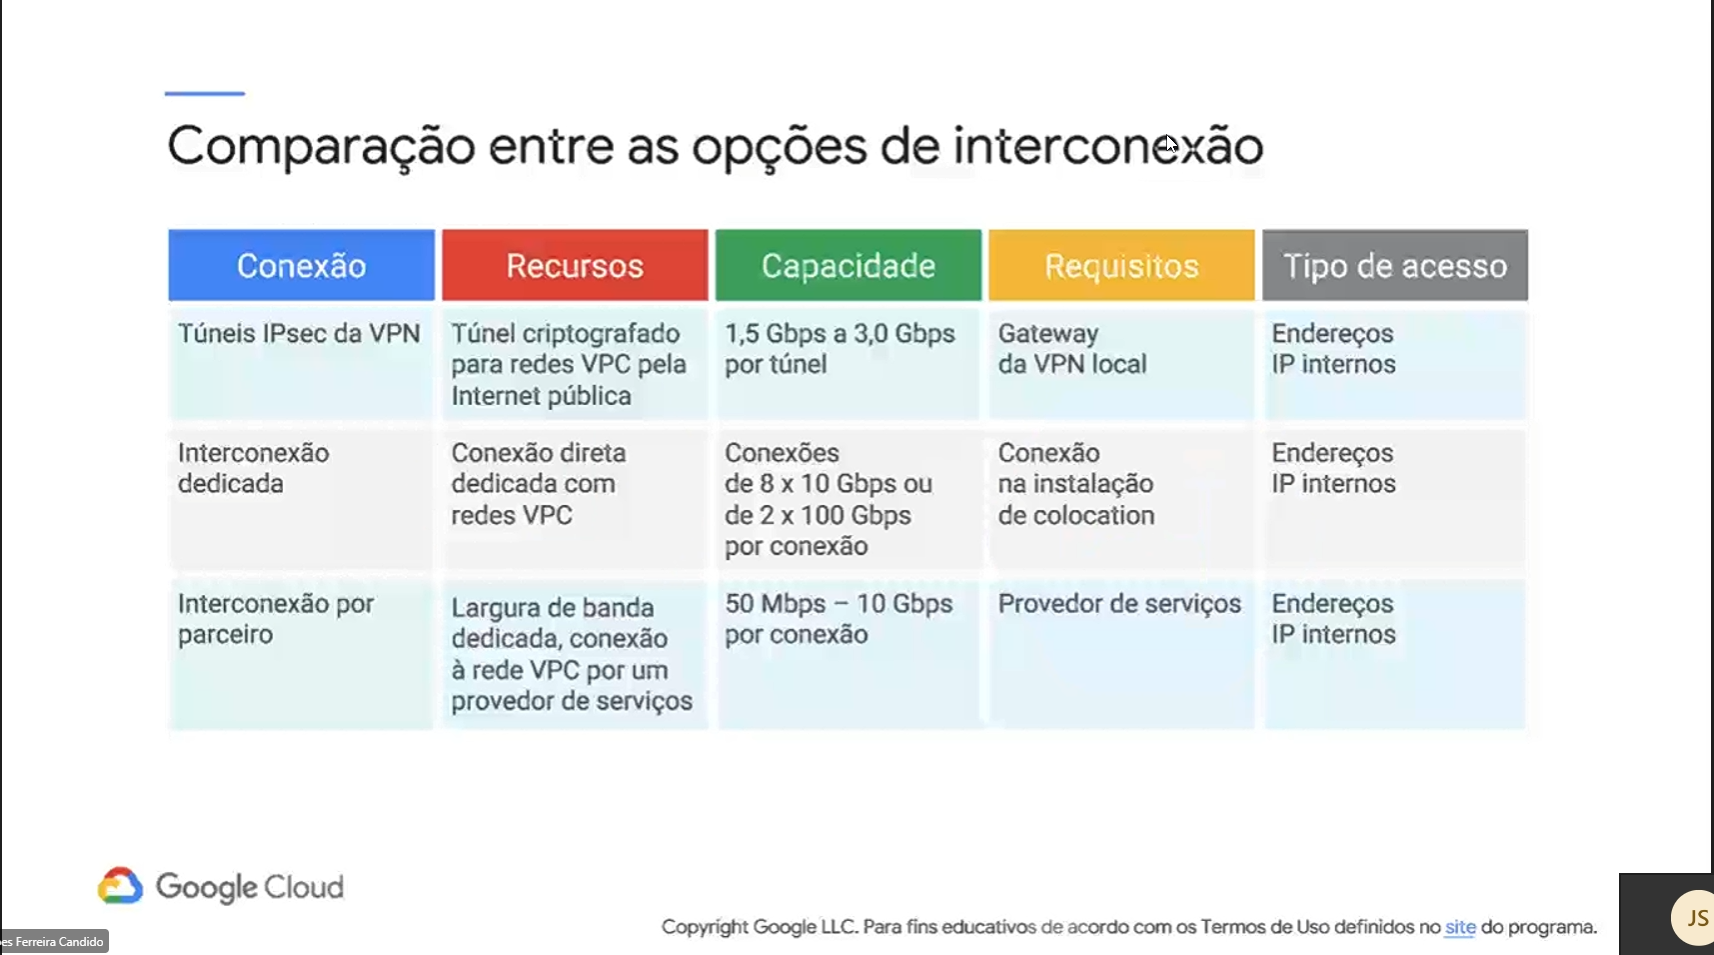 Comparação entre as opções de interconexão
Conexão
Recursos
Capacidade
Requisitos
Tipo de acesso
Túneis IPsec da VPN
Túnel criptografado
para redes VPC pela
Internet pública
1,5 Gbps a 3,0 Gbps
por túnel
Gateway
da VPN local
Endereços
IP internos
Interconexão
dedicada
Conexão direta
dedicada com
redes VPC
Conexões
de 8 x 10 Gbps ou
de 2 x 100 Gbps
por conexão
Conexão
na instalação
de colocation
Endereços
IP internos
Interconexão por
parceiro
Largura de banda
dedicada, conexão
à rede VPC por um
provedor de serviços
50 Mbps – 10 Gbps
por conexão
Provedor de serviços
Endereços
IP internos
Google Cloud
Copyright Google LLC. Para fins educativos de acordo com os Termos de Uso definidos no site do programa.
Ferreira Candido
JS